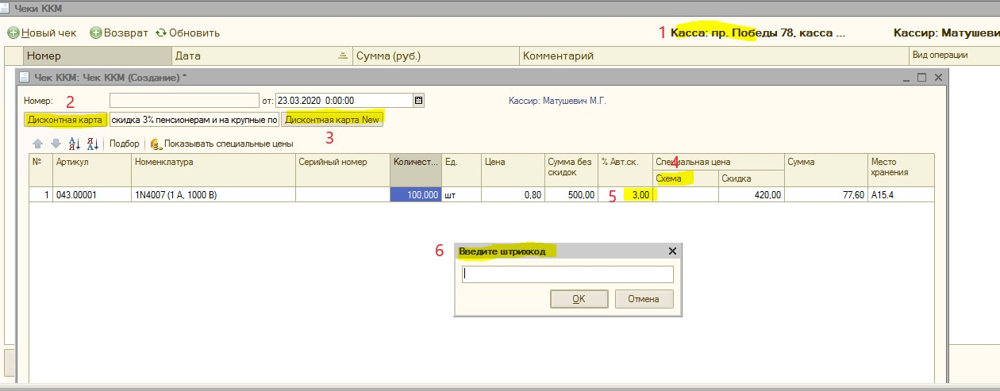 Чеки ККМ
Новый чек Возврат Обновить 1 Касса: пр. Победы 78, касса ... Кассир: Матушеви
Номер Дата Сумма (руб.) Комментарий Вид операции
Чек ККМ: Чек ККМ (Создание) *
Номер: 2 от: 23.03.2020 0:00:00 Кассир: Матушевич М.Г.
Дисконтная карта скидка 3% пенсионерам и на крупные по Дисконтная карта New
3
Подбор Показывать специальные цены
№ Артикул Номенклатура Серийный номер Количест... Ед. Цена Сумма без скидок % Авт.ск. Специальная цена 4 Сумма Место хранения
Схема Скидка
1 043.00001 1N4007 (1 А, 1000 В) 100,000 шт 0,80 500,00 5 3,00 420,00 77,60 А15.4
6 Введите штрихкод
OK Отмена